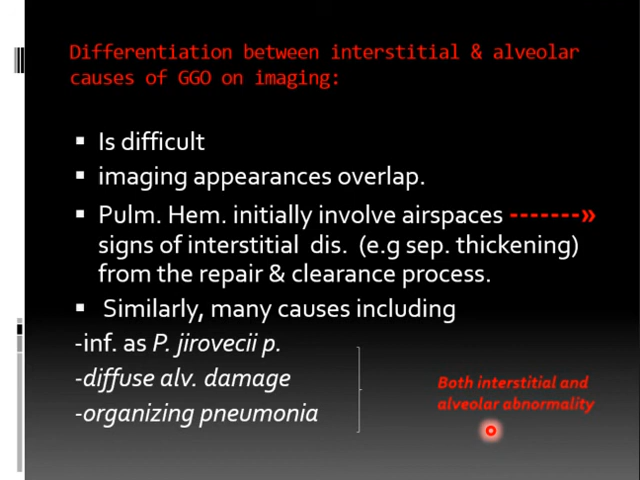 Differentiation between interstitial & alveolar
causes of GGO on imaging:
▪ Is difficult
▪ imaging appearances overlap.
▪ Pulm. Hem. initially involve airspaces -------»
signs of interstitial dis. (e.g sep. thickening)
from the repair & clearance process.
▪ Similarly, many causes including
-inf. as P. jirovecii p.
-diffuse alv. damage
-organizing pneumonia
Both interstitial and
alveolar abnormality